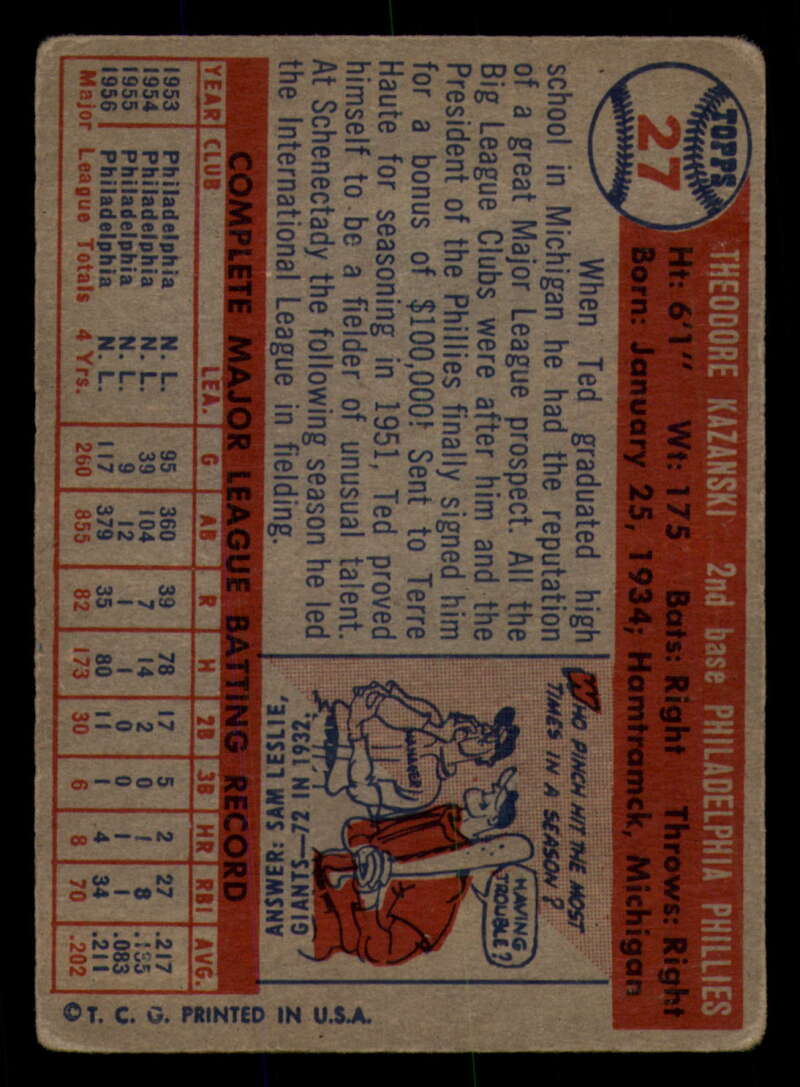 TOPPS
27
THEODORE KAZANSKI 2nd base PHILADELPHIA PHILLIES
Ht: 6'1" Wt: 175 Bats: Right Throws: Right
Born: January 25, 1934; Hamtramck, Michigan
When Ted graduated high
school in Michigan he had the reputation
of a great Major League prospect. All the
Big League Clubs were after him and the
President of the Phillies finally signed him
for a bonus of $100,000! Sent to Terre
Haute for seasoning in 1951, Ted proved
himself to be a fielder of unusual talent.
At Schenectady the following season he led
the International League in fielding.
WHO PINCH HIT THE MOST
TIMES IN A SEASON?
HAVING
TROUBLE?
MANAGER
ANSWER: SAM LESLIE,
GIANTS—72 IN 1932.
COMPLETE MAJOR LEAGUE BATTING RECORD
YEAR CLUB LEA. G AB R H 2B 3B HR RBI AVG.
1953 Philadelphia N. L. 95 360 39 78 17 5 2 27 .217
1954 Philadelphia N. L. 39 104 7 14 2 0 1 8
1955 Philadelphia N. L. 9 12 1 1 0 0 1 1 .083
1956 Philadelphia N. L. 117 379 35 80 11 1 4 34 .211
Major League Totals 4 Yrs. 260 855 82 173 30 6 8 70 .202
© T. C. G. PRINTED IN U.S.A.